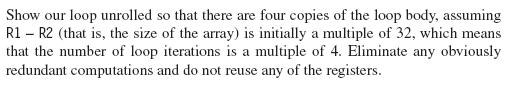 Show our loop unrolled so that there are four copies of the loop body, assuming
R1 – R2 (that is, the size of the array) is initially a multiple of 32, which means
that the number of loop iterations is a multiple of 4. Eliminate any obviously
redundant computations and do not reuse any of the registers.